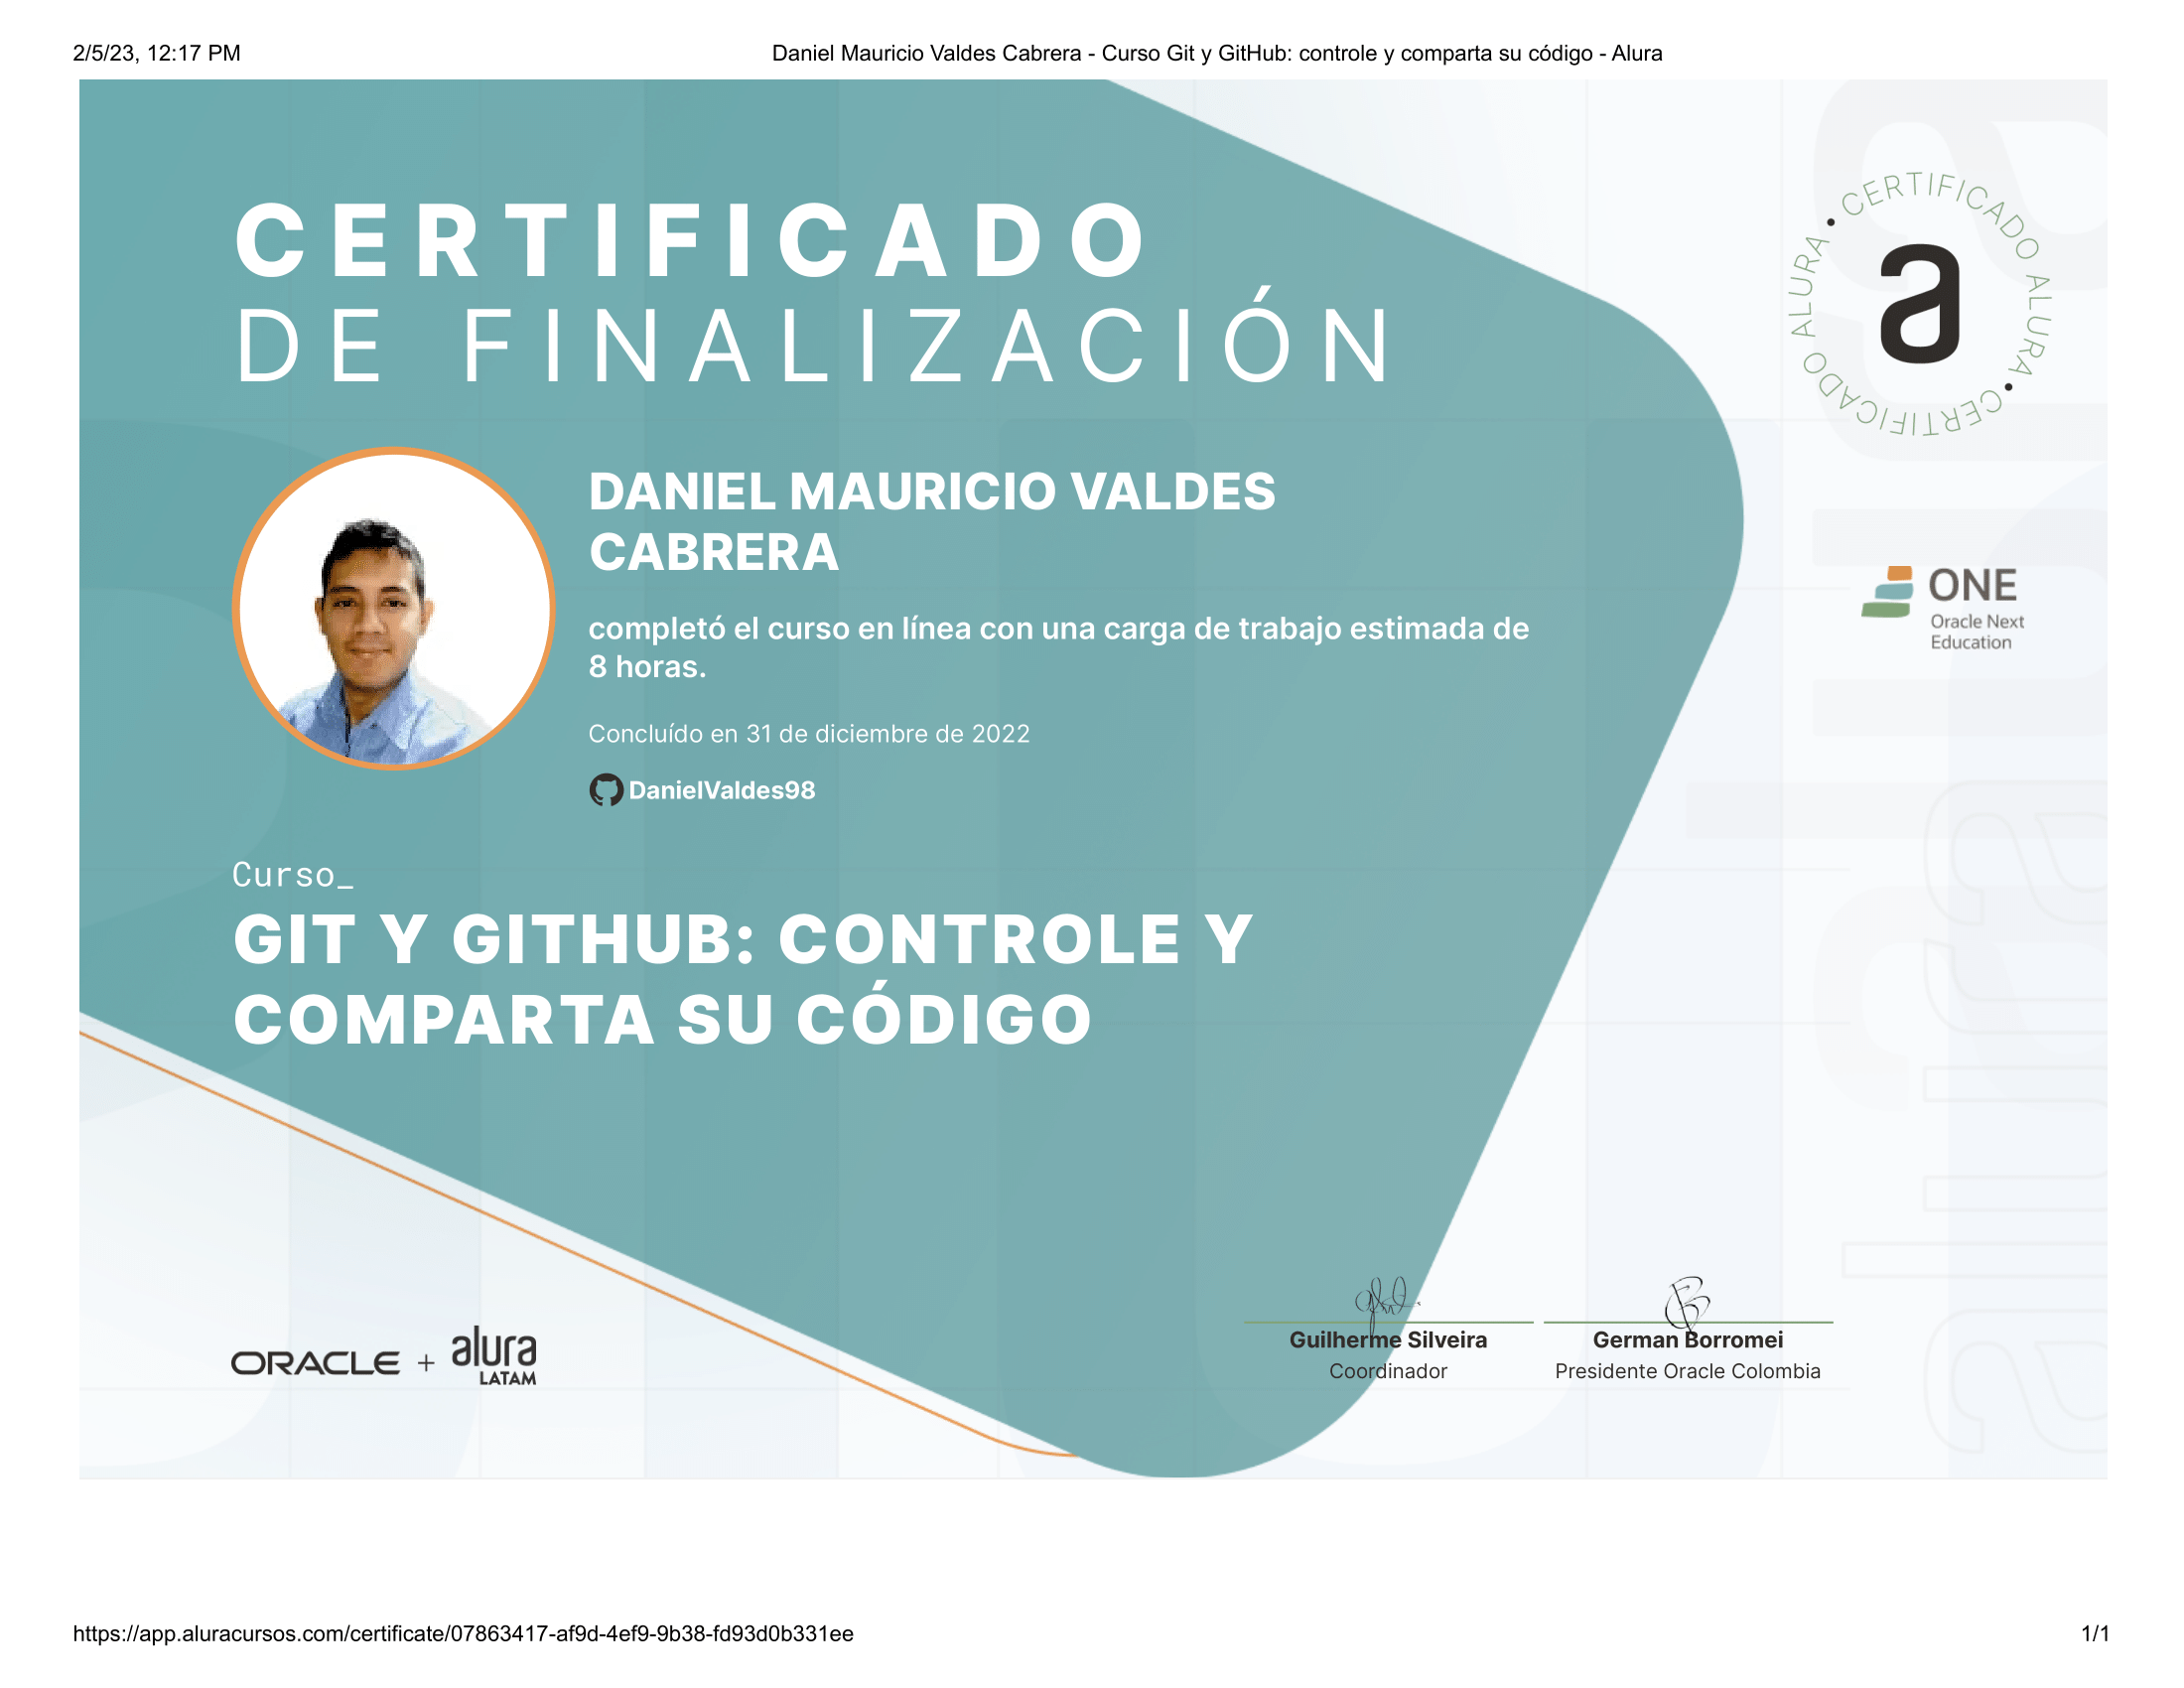 2/5/23, 12:17 PM
Daniel Mauricio Valdes Cabrera - Curso Git y GitHub: controle y comparta su código - Alura
CERTIFICADO
DE FINALIZACIÓN
• CERTIFICADO ALURA • CERTIFICADO ALURA
a
DANIEL MAURICIO VALDES
CABRERA
completó el curso en línea con una carga de trabajo estimada de
8 horas.
Concluído en 31 de diciembre de 2022
DanielValdes98
ONE
Oracle Next
Education
Curso_
GIT Y GITHUB: CONTROLE Y
COMPARTA SU CÓDIGO
ORACLE + alura
LATAM
Guilherme Silveira
Coordinador
German Borromei
Presidente Oracle Colombia
alura
https://app.aluracursos.com/certificate/07863417-af9d-4ef9-9b38-fd93d0b331ee
1/1